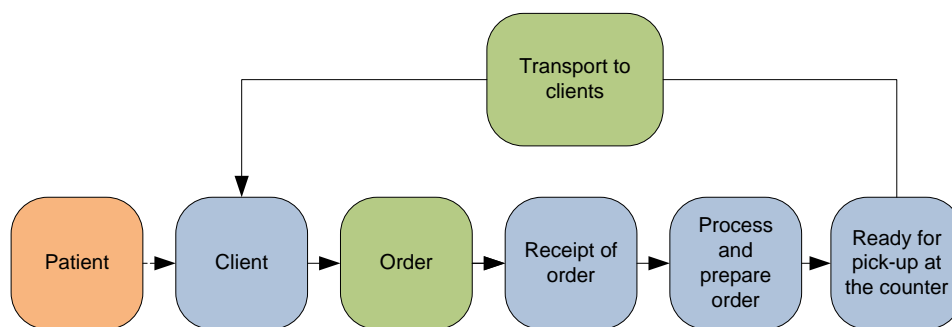 Transport to
clients
Patient
Client
Order
Receipt of
order
Process
and
prepare
order
Ready for
pick-up at
the counter